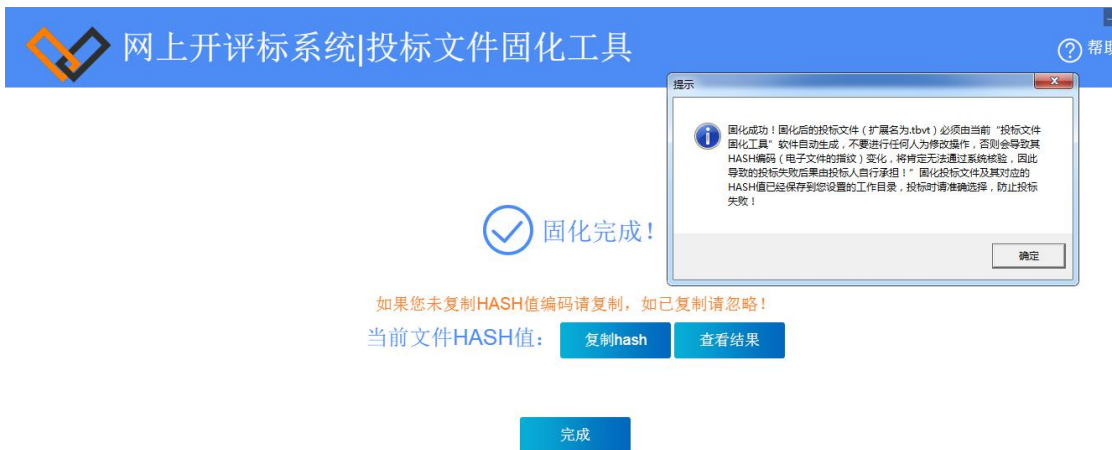 网上开评标系统|投标文件固化工具
帮助
提示
固化成功！固化后的投标文件（扩展名为.tbvt）必须由当前“投标文件
固化工具”软件自动生成，不要进行任何人为修改操作，否则会导致其
HASH编码（电子文件的指纹）变化，将肯定无法通过系统核验，因此
导致的投标失败后果由投标人自行承担！”固化投标文件及其对应的
HASH值已经保存到您设置的工作目录，投标时请准确选择，防止投标
失败！
确定
固化完成！
如果您未复制HASH值编码请复制，如已复制请忽略！
当前文件HASH值：
复制hash
查看结果
完成